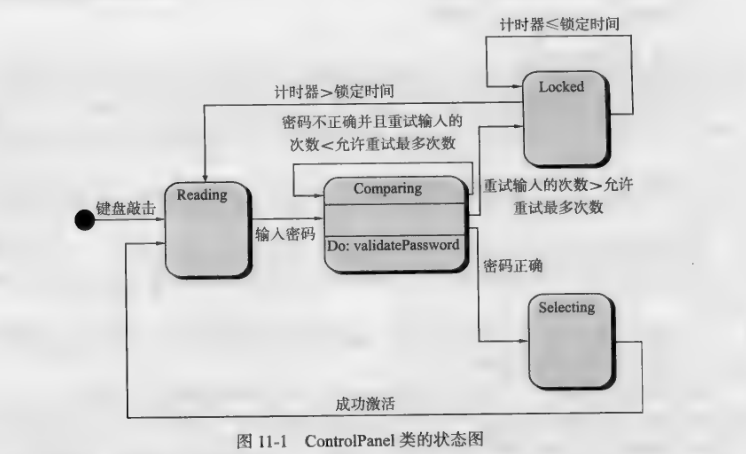 计时器≤锁定时间
Locked
计时器>锁定时间
密码不正确并且重试输入的
次数<允许重试最多次数
Reading
Comparing
重试输入的次数>允许
重试最多次数
键盘敲击
输入密码
Do: validatePassword
密码正确
Selecting
成功激活
图 11-1 ControlPanel 类的状态图